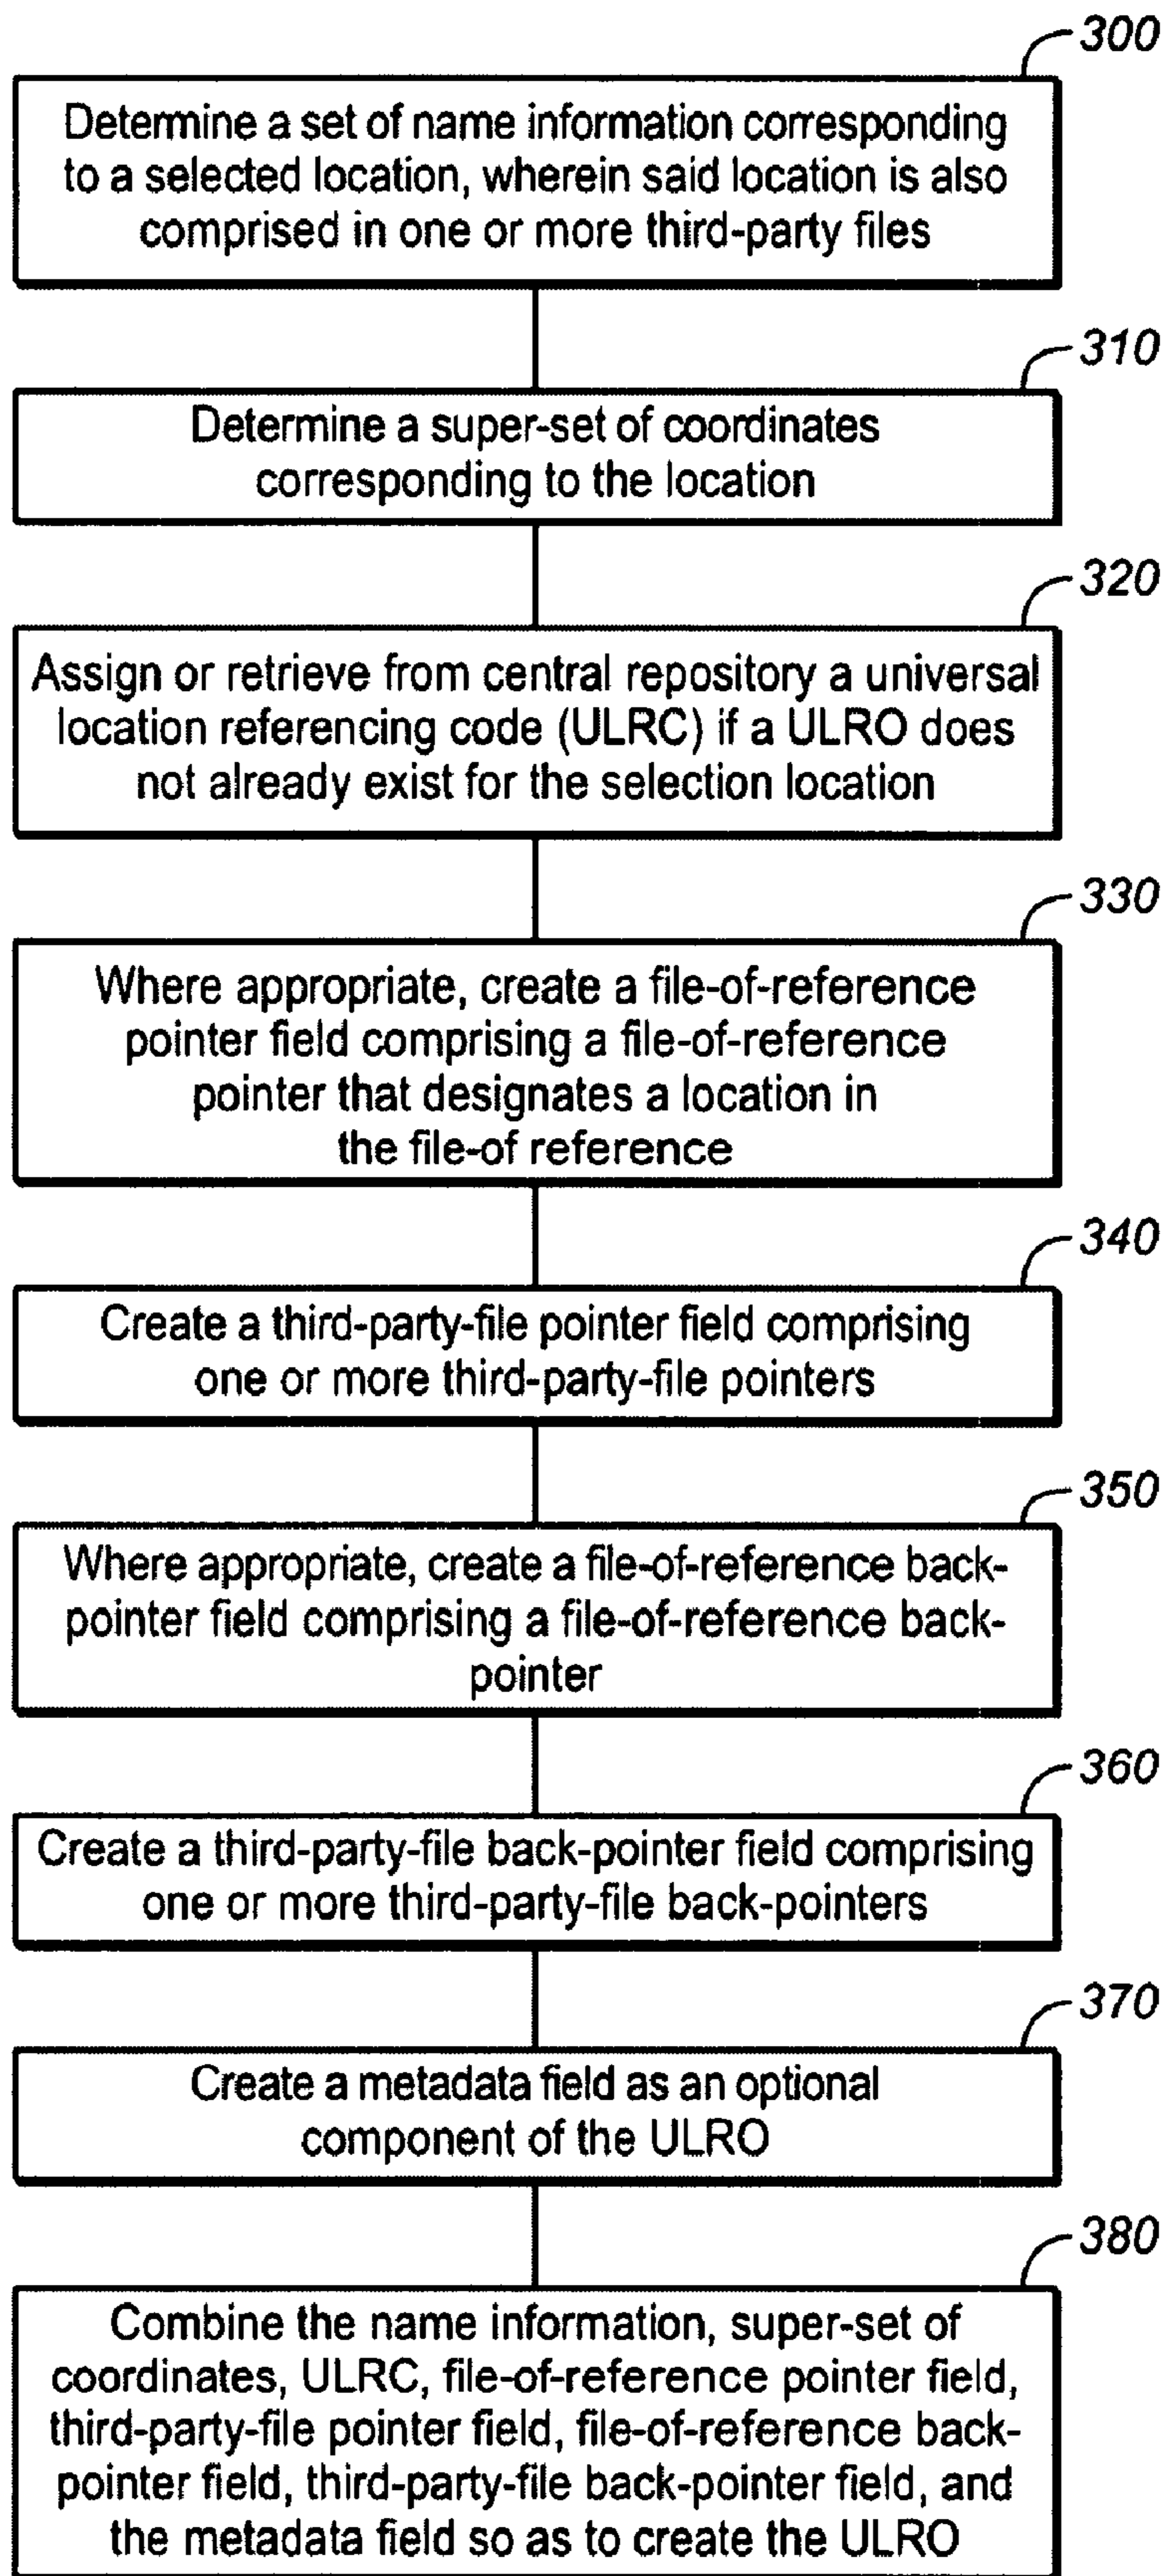 300
Determine a set of name information corresponding
to a selected location, wherein said location is also
comprised in one or more third-party files
310
Determine a super-set of coordinates
corresponding to the location
320
Assign or retrieve from central repository a universal
location referencing code (ULRC) if a ULRO does
not already exist for the selection location
330
Where appropriate, create a file-of-reference
pointer field comprising a file-of-reference
pointer that designates a location in
the file-of reference
340
Create a third-party-file pointer field comprising
one or more third-party-file pointers
350
Where appropriate, create a file-of-reference back-
pointer field comprising a file-of-reference back-
pointer
360
Create a third-party-file back-pointer field comprising
one or more third-party-file back-pointers
370
Create a metadata field as an optional
component of the ULRO
380
Combine the name information, super-set of
coordinates, ULRC, file-of-reference pointer field,
third-party-file pointer field, file-of-reference back-
pointer field, third-party-file back-pointer field, and
the metadata field so as to create the ULRO